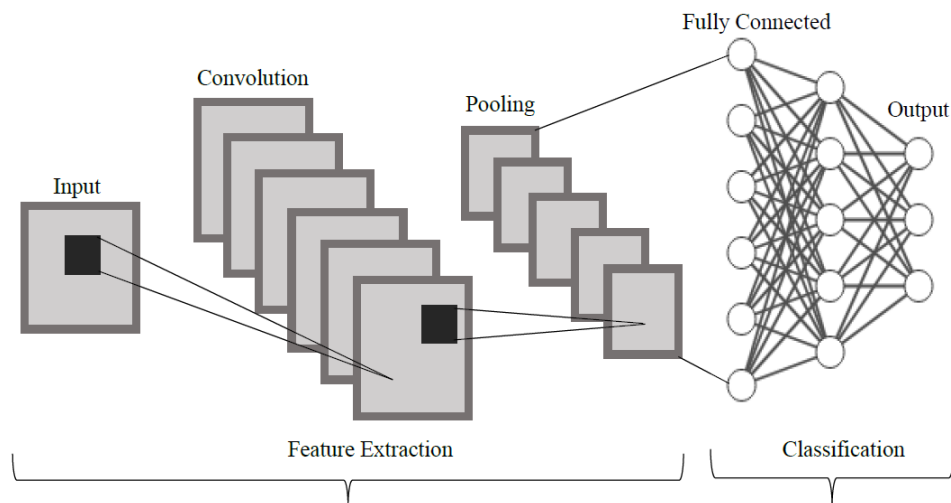 Fully Connected
Convolution
Pooling
Output
Input
Feature Extraction
Classification